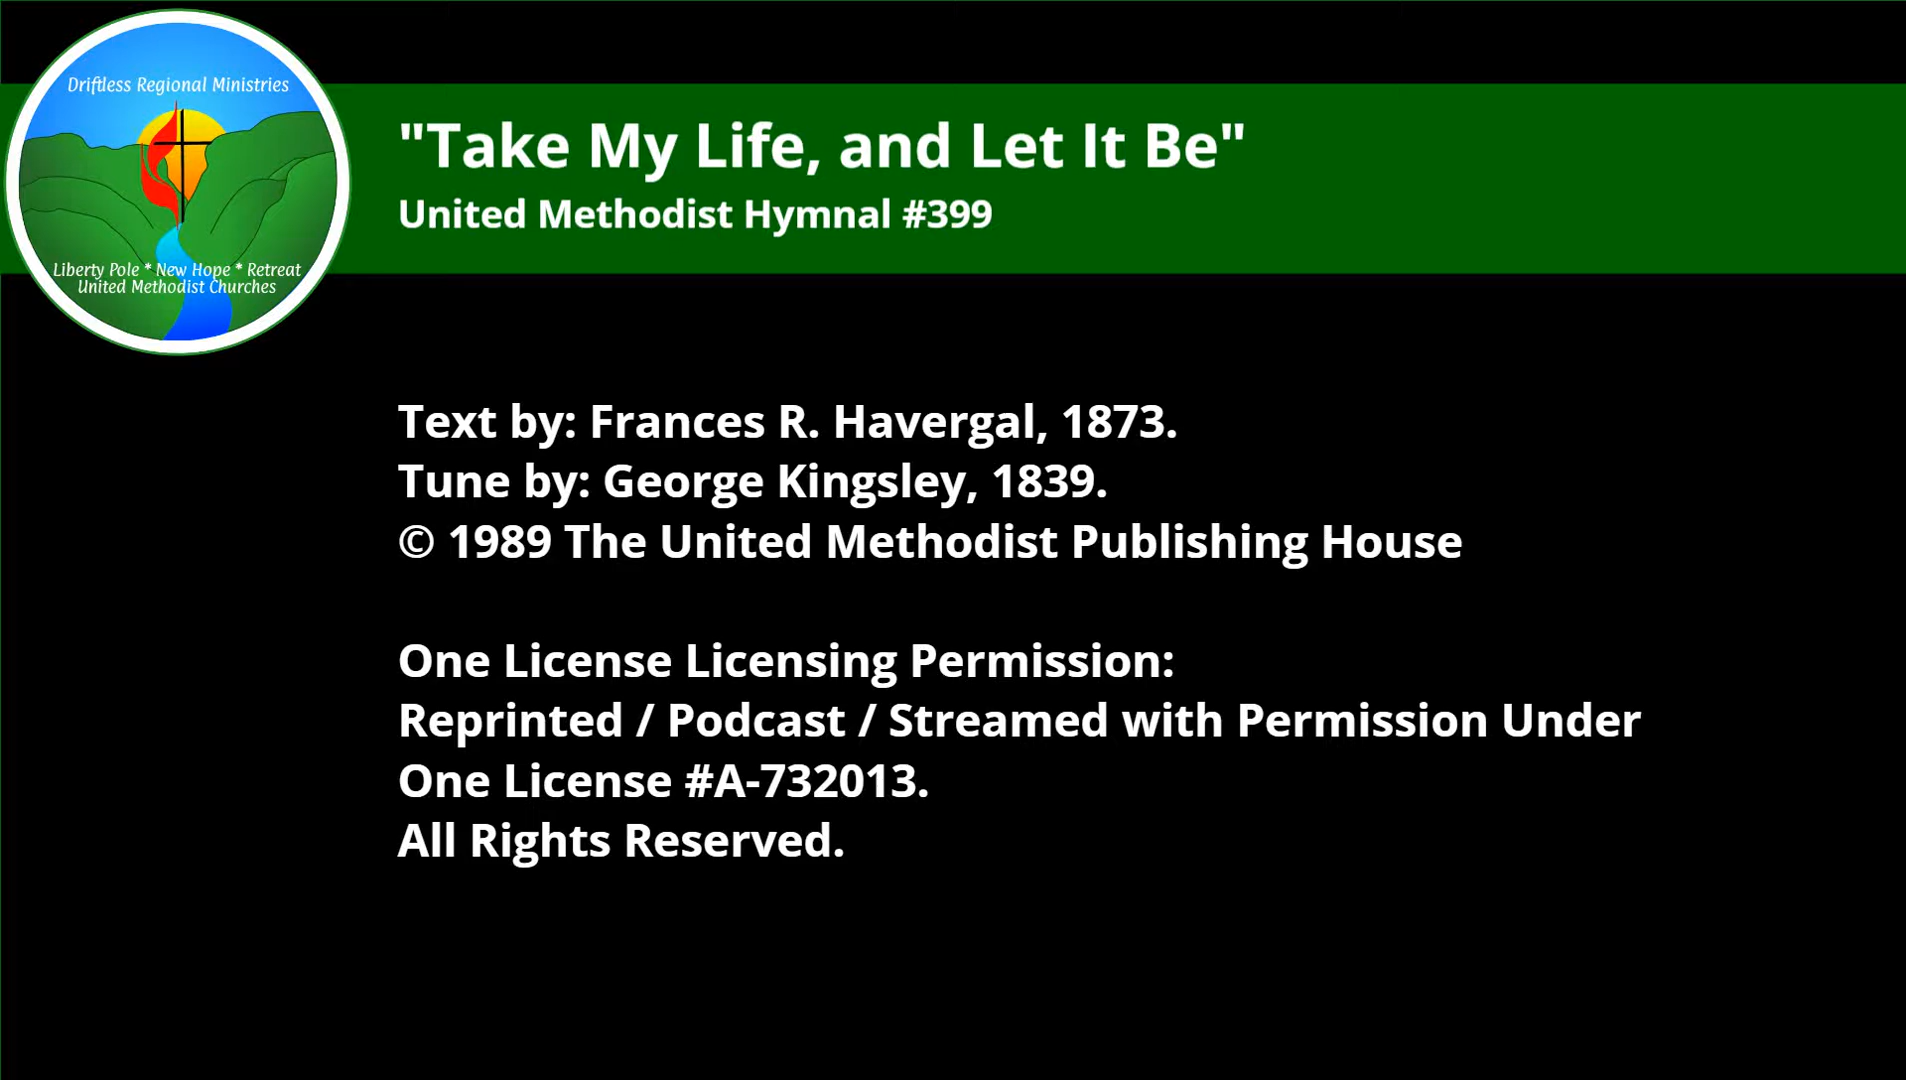 Driftless Regional Ministries
Liberty Pole * New Hope * Retreat
United Methodist Churches
"Take My Life, and Let It Be"
United Methodist Hymnal #399
Text by: Frances R. Havergal, 1873.
Tune by: George Kingsley, 1839.
© 1989 The United Methodist Publishing House
One License Licensing Permission:
Reprinted / Podcast / Streamed with Permission Under
One License #A-732013.
All Rights Reserved.